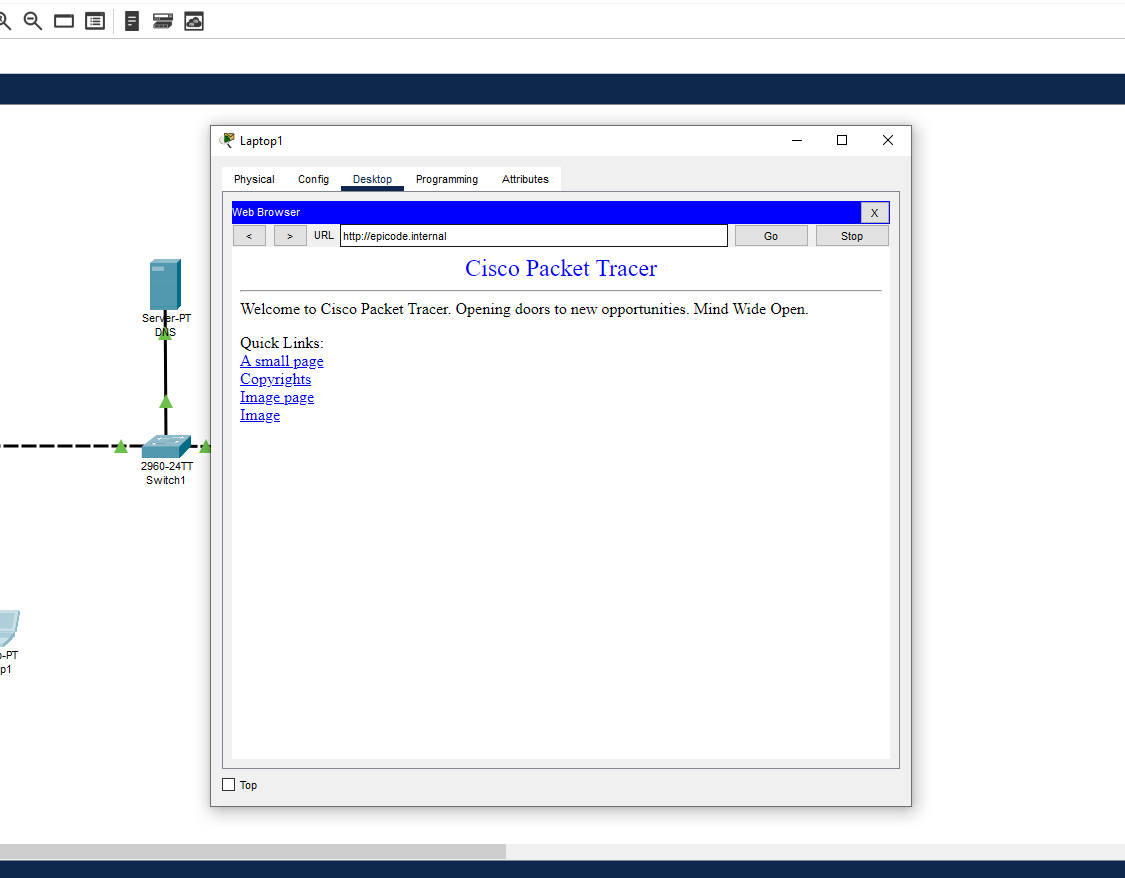 Laptop1
Physical Config Desktop Programming Attributes
Web Browser X
< > URL http://epicode.internal Go Stop
Cisco Packet Tracer
Welcome to Cisco Packet Tracer. Opening doors to new opportunities. Mind Wide Open.
Quick Links:
A small page
Copyrights
Image page
Image
Top
Server-PT
DNS
2960-24TT
Switch1
-PT
p1